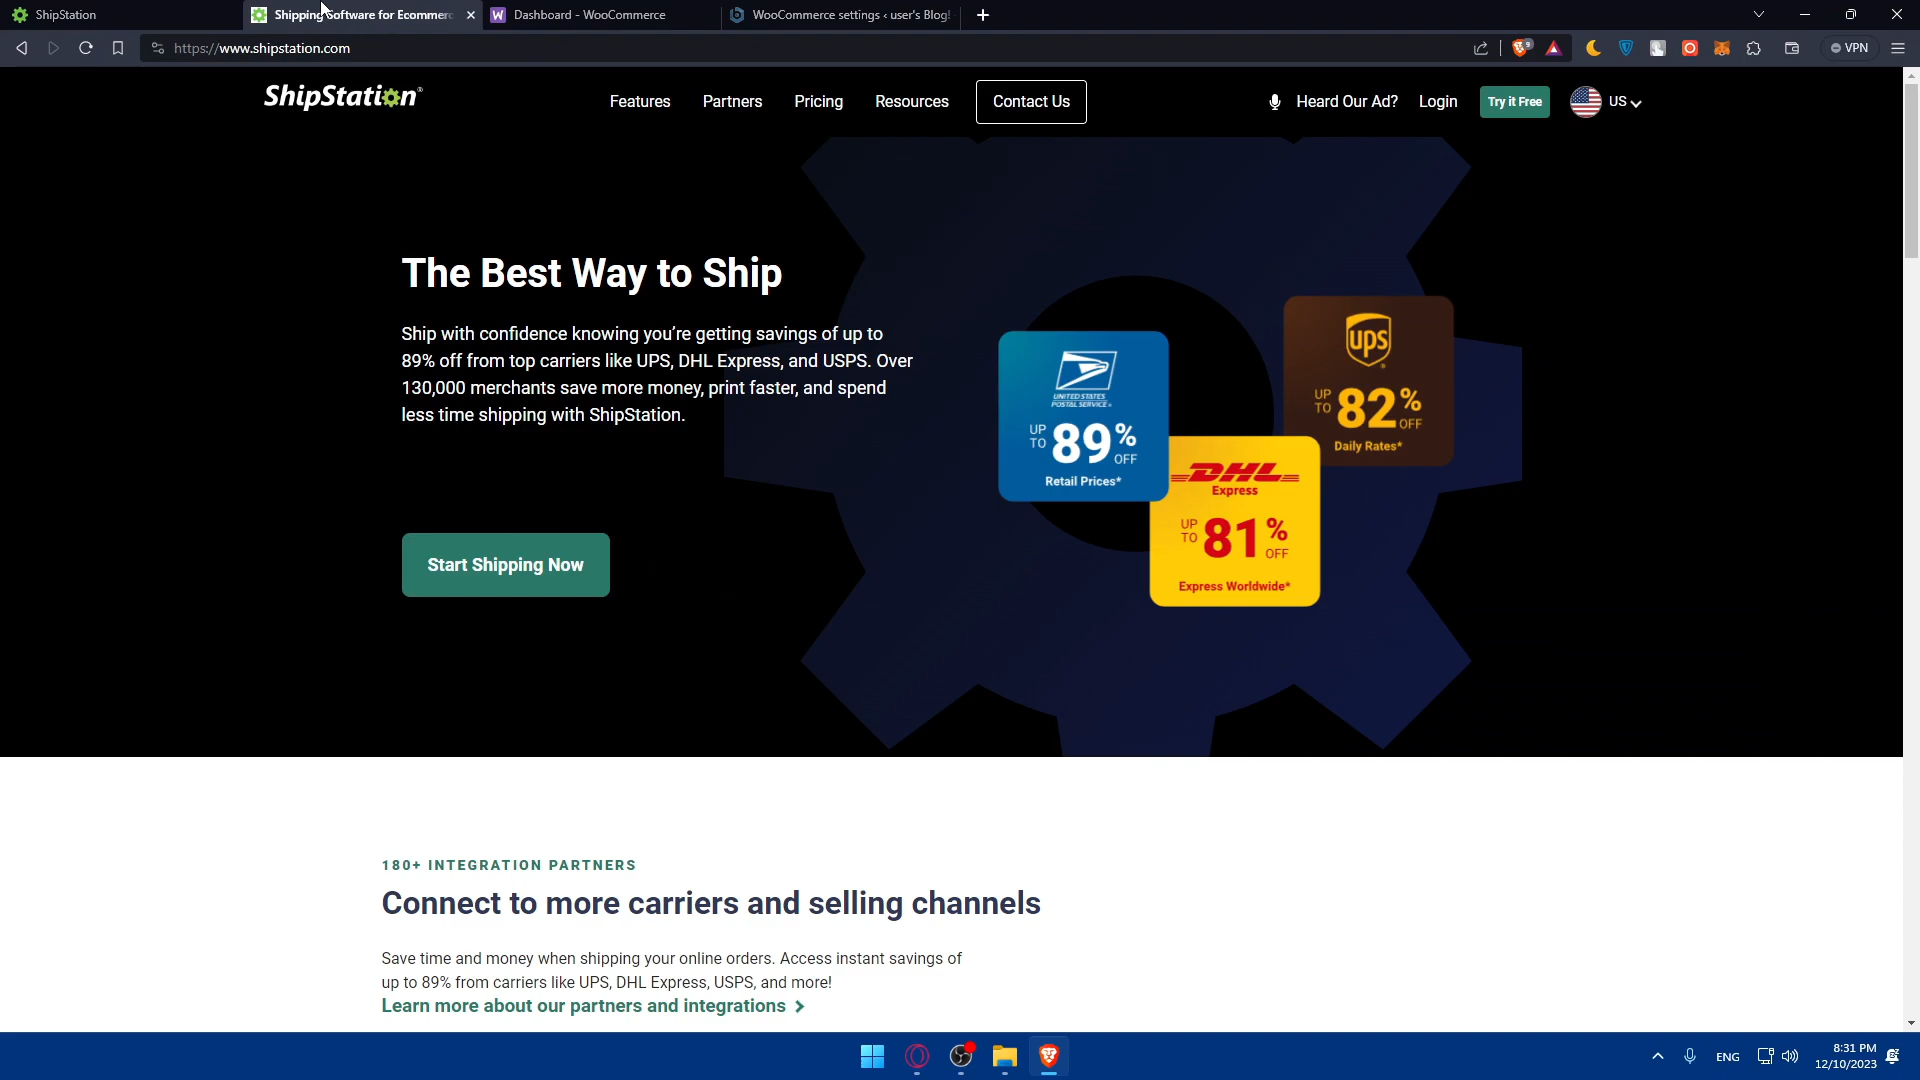 ShipStation
Shipping Software for Ecommerc
Dashboard - WooCommerce
WooCommerce settings ‹ user's Blog!
https://www.shipstation.com
VPN
ShipStation®
Features
Partners
Pricing
Resources
Contact Us
Heard Our Ad?
Login
Try it Free
US
The Best Way to Ship
Ship with confidence knowing you’re getting savings of up to
89% off from top carriers like UPS, DHL Express, and USPS. Over
130,000 merchants save more money, print faster, and spend
less time shipping with ShipStation.
Start Shipping Now
UNITED STATES
POSTAL SERVICE®
UP TO 89% OFF
Retail Prices*
ups
UP TO 82% OFF
Daily Rates*
DHL
Express
UP TO 81% OFF
Express Worldwide*
180+ INTEGRATION PARTNERS
Connect to more carriers and selling channels
Save time and money when shipping your online orders. Access instant savings of
up to 89% from carriers like UPS, DHL Express, USPS, and more!
Learn more about our partners and integrations
ENG
8:31 PM
12/10/2023